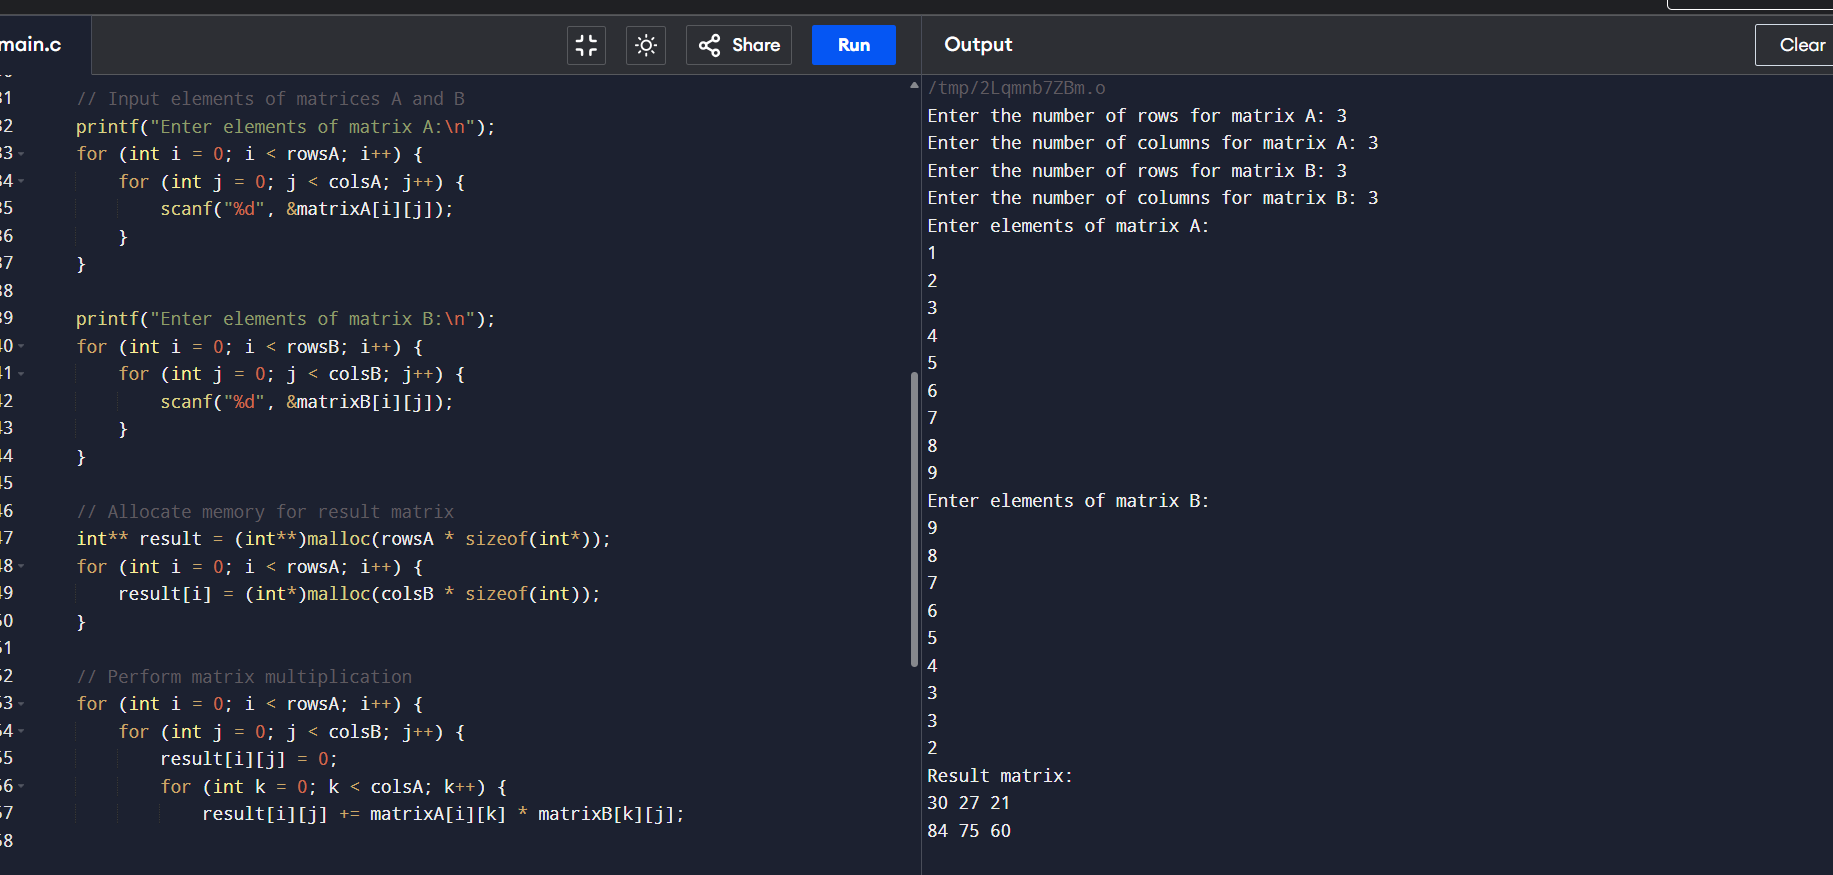 main.c
Share
Run
Output
Clear
31 // Input elements of matrices A and B
32 printf("Enter elements of matrix A:\n");
33 for (int i = 0; i < rowsA; i++) {
34 for (int j = 0; j < colsA; j++) {
35 scanf("%d", &matrixA[i][j]);
36 }
37 }
38
39 printf("Enter elements of matrix B:\n");
40 for (int i = 0; i < rowsB; i++) {
41 for (int j = 0; j < colsB; j++) {
42 scanf("%d", &matrixB[i][j]);
43 }
44 }
45
46 // Allocate memory for result matrix
47 int** result = (int**)malloc(rowsA * sizeof(int*));
48 for (int i = 0; i < rowsA; i++) {
49 result[i] = (int*)malloc(colsB * sizeof(int));
50 }
51
52 // Perform matrix multiplication
53 for (int i = 0; i < rowsA; i++) {
54 for (int j = 0; j < colsB; j++) {
55 result[i][j] = 0;
56 for (int k = 0; k < colsA; k++) {
57 result[i][j] += matrixA[i][k] * matrixB[k][j];
58
/tmp/2Lqmnb7ZBm.o
Enter the number of rows for matrix A: 3
Enter the number of columns for matrix A: 3
Enter the number of rows for matrix B: 3
Enter the number of columns for matrix B: 3
Enter elements of matrix A:
1
2
3
4
5
6
7
8
9
Enter elements of matrix B:
9
8
7
6
5
4
3
3
2
Result matrix:
30 27 21
84 75 60